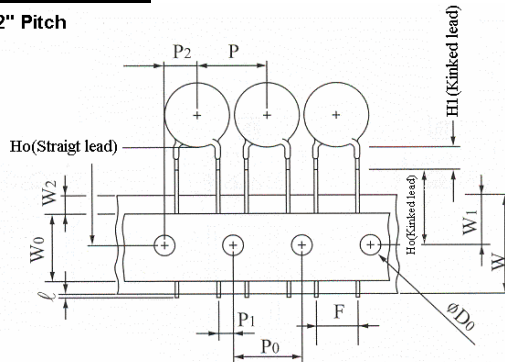 2" Pitch
P2
P
H1(Kinked lead)
Ho(Straigt lead)
W2
W0
Ho(Kinked lead)
W1
W
ℓ
P1
F
P0
øD0